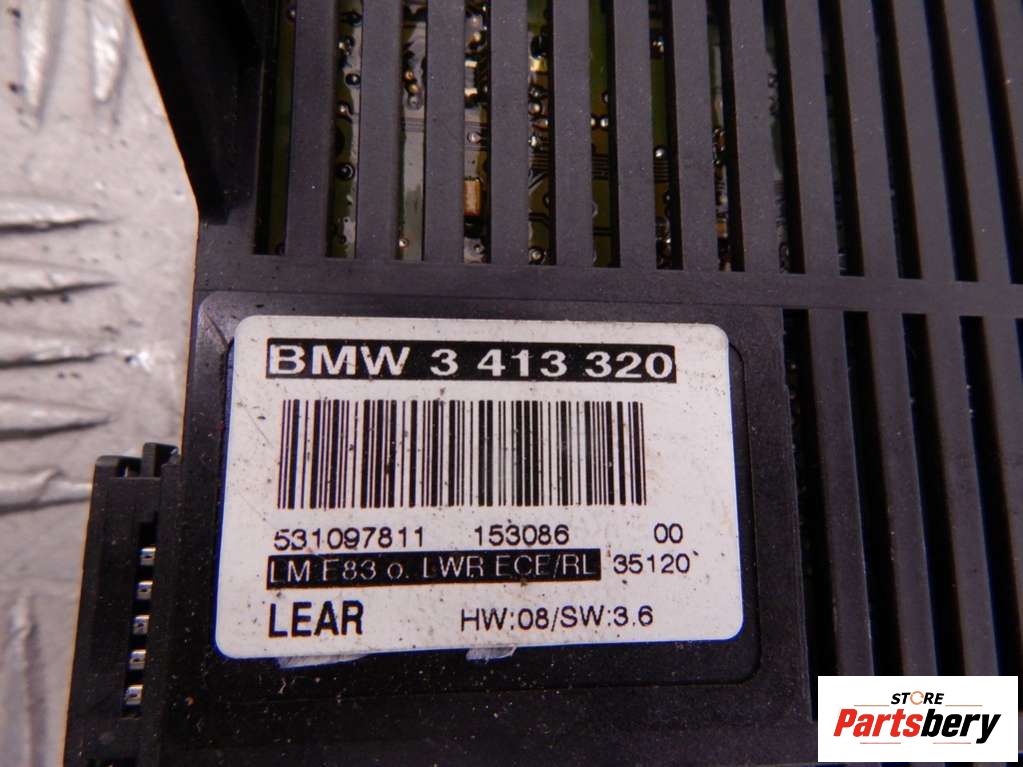 BMW 3 413 320
531097811 153086 00
LM E83 o. LWR ECE/RL 35120
LEAR HW:08/SW:3.6
STORE
Partsbery